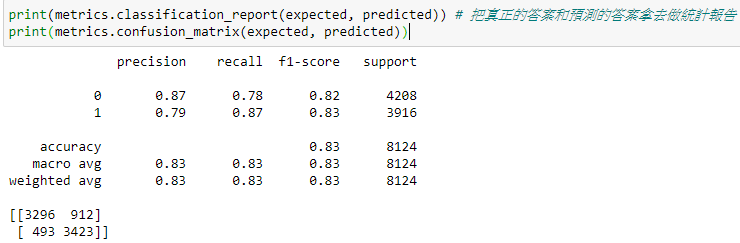 print(metrics.classification_report(expected, predicted)) # 把真正的答案和預測的答案拿去做統計報告
print(metrics.confusion_matrix(expected, predicted))
precision recall f1-score support
0 0.87 0.78 0.82 4208
1 0.79 0.87 0.83 3916
accuracy 0.83 8124
macro avg 0.83 0.83 0.83 8124
weighted avg 0.83 0.83 0.83 8124
[[3296 912]
[ 493 3423]]